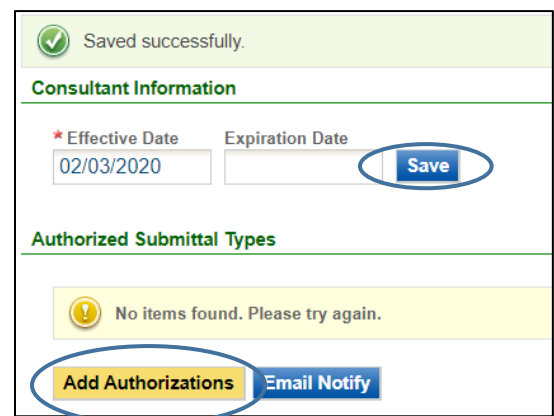 Saved successfully.
Consultant Information
* Effective Date Expiration Date
02/03/2020 Save
Authorized Submittal Types
No items found. Please try again.
Add Authorizations Email Notify